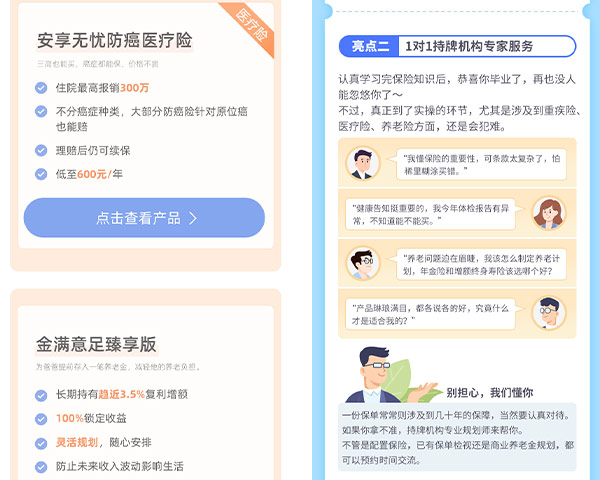 安享无忧防癌医疗险
医疗险
三高也能买，癌症都能保，价格不贵
住院最高报销300万
不分癌症种类，大部分防癌险针对原位癌
也能赔
理赔后仍可续保
低至600元/年
点击查看产品
金满意足臻享版
为爸爸提前存入一笔养老金，减轻他的养老负担。
长期持有趋近3.5%复利增额
100%锁定收益
灵活规划，随心安排
防止未来收入波动影响生活
亮点二
1对1持牌机构专家服务
认真学习完保险知识后，恭喜你毕业了，再也没人
能忽悠你了～
不过，真正到了实操的环节，尤其是涉及到重疾险、
医疗险、养老险方面，还是会犯难。
“我懂保险的重要性，可条款太复杂了，怕
稀里糊涂买错。”
“健康告知挺重要的，我今年体检报告有异
常，不知道能不能买。”
“养老问题迫在眉睫，我该怎么制定养老计
划，年金险和增额终身寿险该选哪个好？
“产品琳琅满目，都各说各的好，究竟什么
才是适合我的？”
别担心，我们懂你
一份保单常常则涉及到几十年的保障，当然要认真对待。
如果你拿不准，持牌机构专业规划师来帮你。
不管是配置保险，已有保单检视还是商业养老金规划，都
可以预约时间交流。